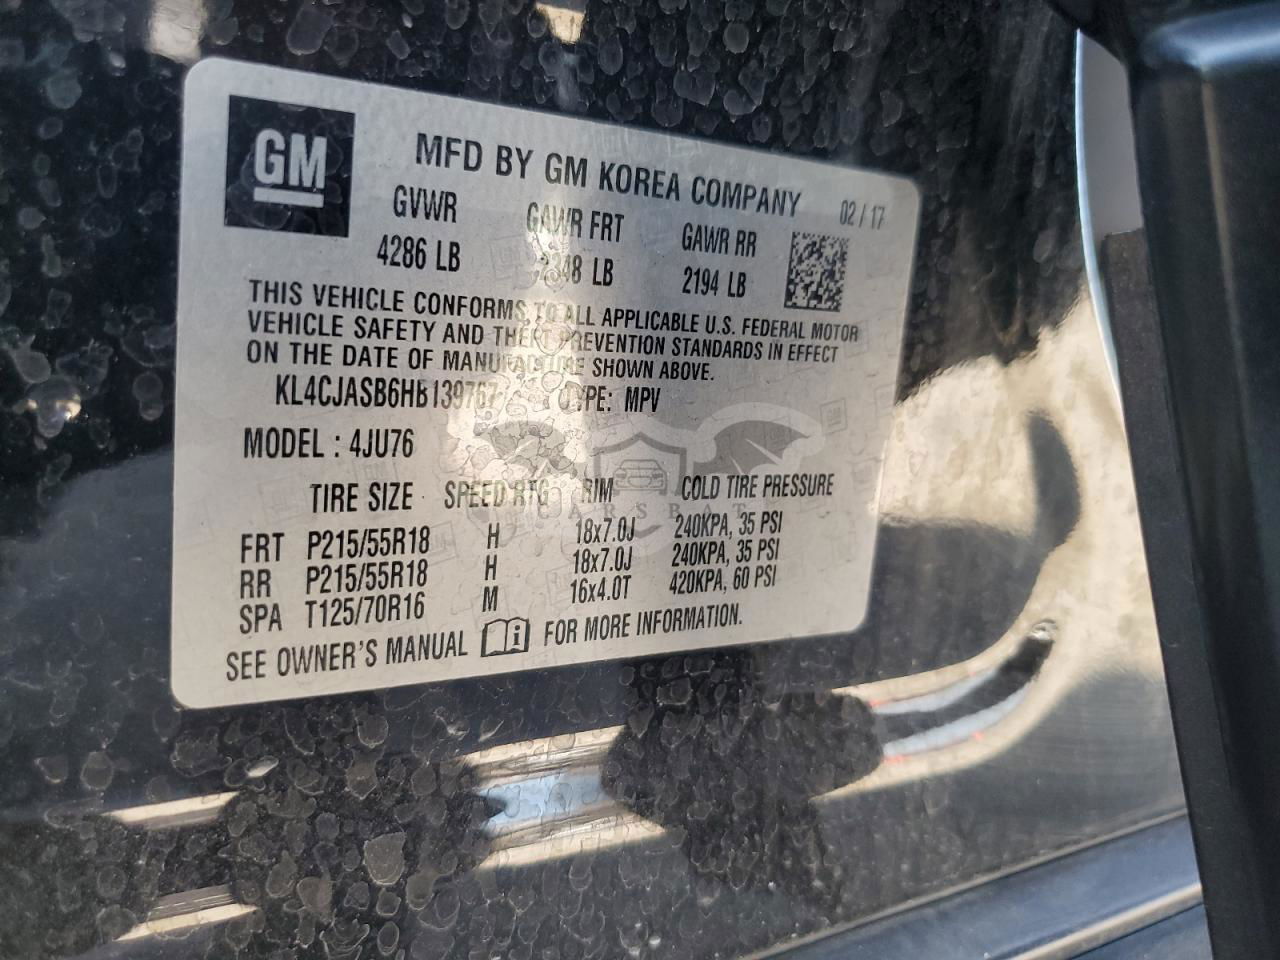 GM
MFD BY GM KOREA COMPANY 02/17
GVWR GAWR FRT GAWR RR
4286 LB LB 2194 LB
THIS VEHICLE CONFORMS TO ALL APPLICABLE U.S. FEDERAL MOTOR
VEHICLE SAFETY AND THEFT PREVENTION STANDARDS IN EFFECT
ON THE DATE OF MANUFACTURE SHOWN ABOVE.
KL4CJASB6HB139767 TYPE: MPV
MODEL : 4JU76
TIRE SIZE SPEED RTG RIM COLD TIRE PRESSURE
FRT P215/55R18 H 18x7.0J 240KPA, 35 PSI
RR P215/55R18 H 18x7.0J 240KPA, 35 PSI
SPA T125/70R16 M 16x4.0T 420KPA, 60 PSI
SEE OWNER'S MANUAL FOR MORE INFORMATION.
CARSBAT